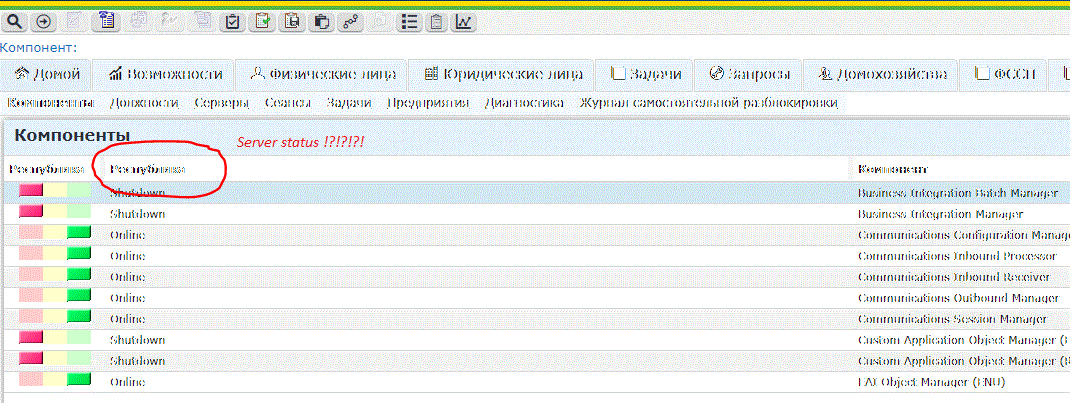 Компонент:
Домой Возможности Физические лица Юридические лица Задачи Запросы Домохозяйства ФССП
Компоненты Должности Серверы Сеансы Задачи Предприятия Диагностика Журнал самостоятельной разблокировки
Компоненты Server status !?!?!?!
Республика Республика Компонент
Shutdown Business Integration Batch Manager
Shutdown Business Integration Manager
Online Communications Configuration Manage
Online Communications Inbound Processor
Online Communications Inbound Receiver
Online Communications Outbound Manager
Online Communications Session Manager
Shutdown Custom Application Object Manager (
Shutdown Custom Application Object Manager (
Online EAI Object Manager (ENU)